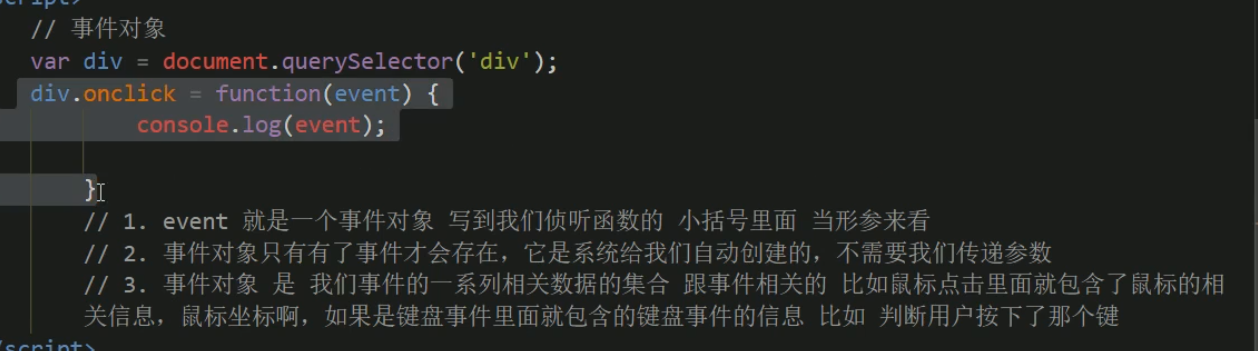 script>
// 事件对象
var div = document.querySelector('div');
div.onclick = function(event) {
console.log(event);
}
// 1. event 就是一个事件对象 写到我们侦听函数的 小括号里面 当形参来看
// 2. 事件对象只有有了事件才会存在，它是系统给我们自动创建的，不需要我们传递参数
// 3. 事件对象 是 我们事件的一系列相关数据的集合 跟事件相关的 比如鼠标点击里面就包含了鼠标的相
关信息，鼠标坐标啊，如果是键盘事件里面就包含的键盘事件的信息 比如 判断用户按下了那个键
/script>